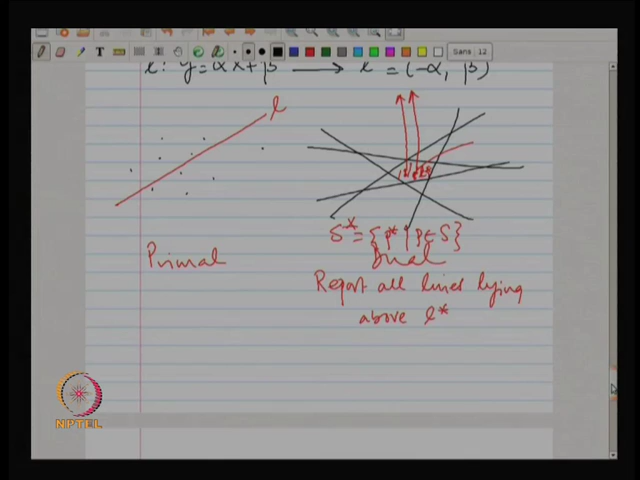 Sans 12
l: y=αx+β → l* = (-α, β)
l
l*
S* = {p* | p ∈ S}
Primal
Dual
Report all lines lying
above l*
NPTEL